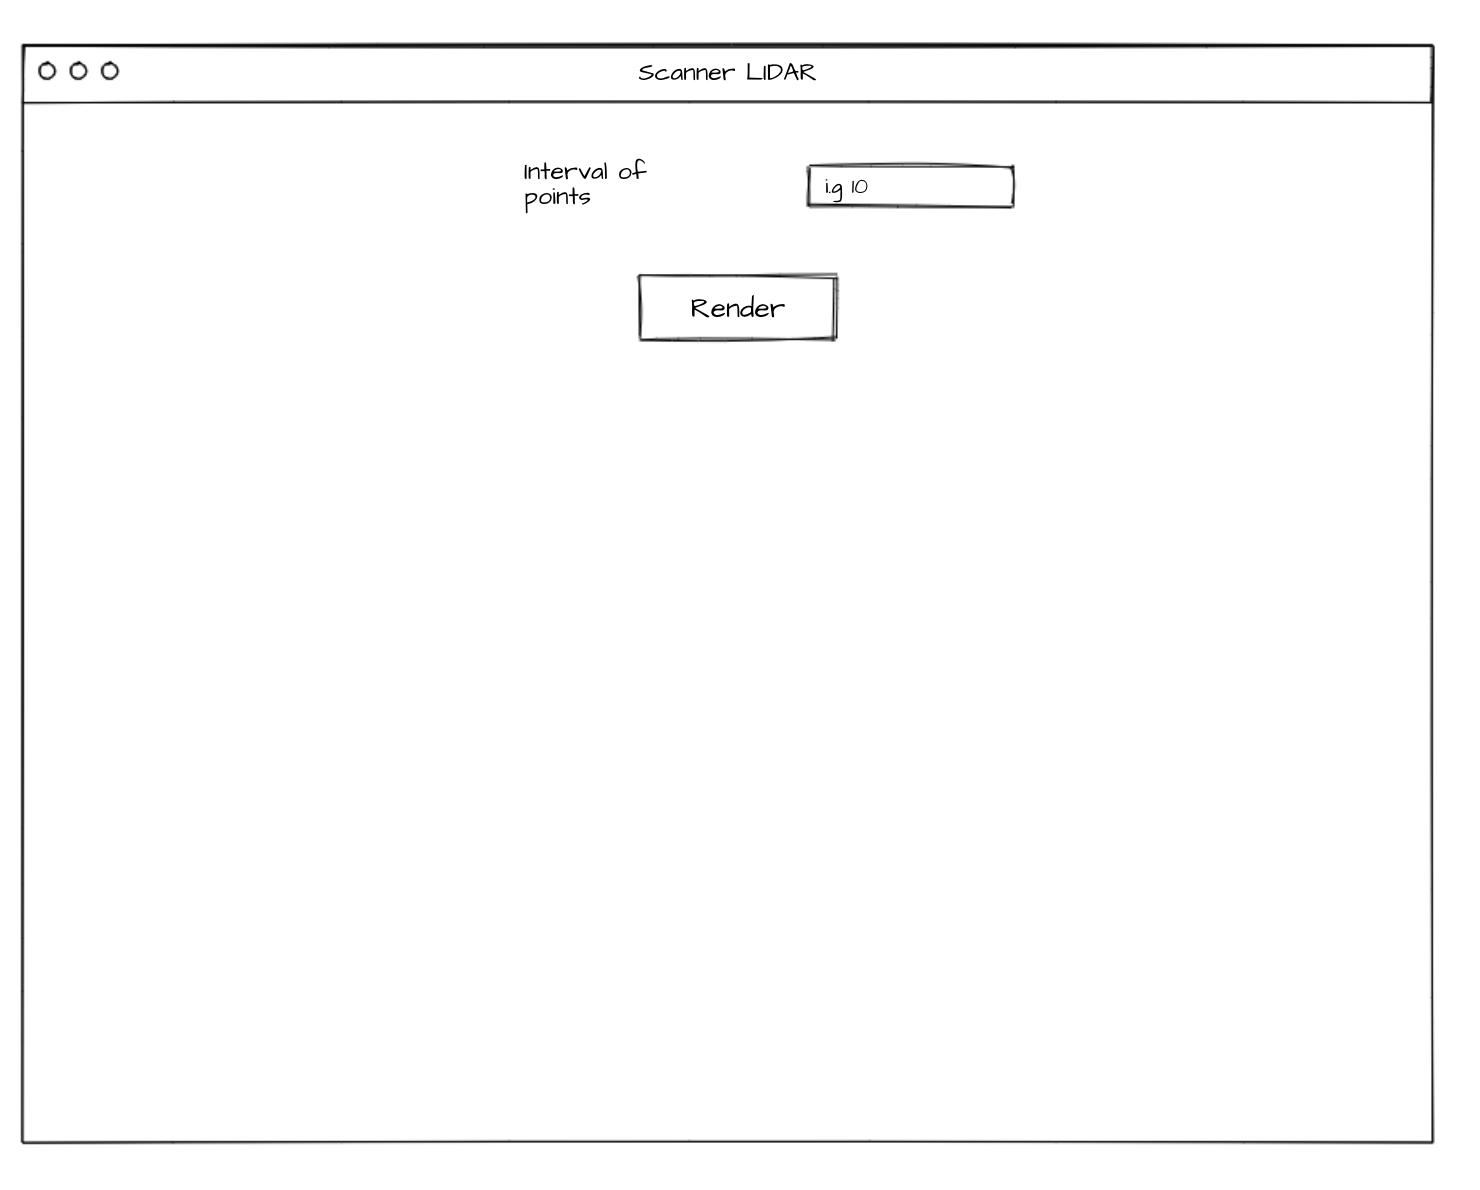 Scanner LIDAR
Interval of
points
i.g 10
Render